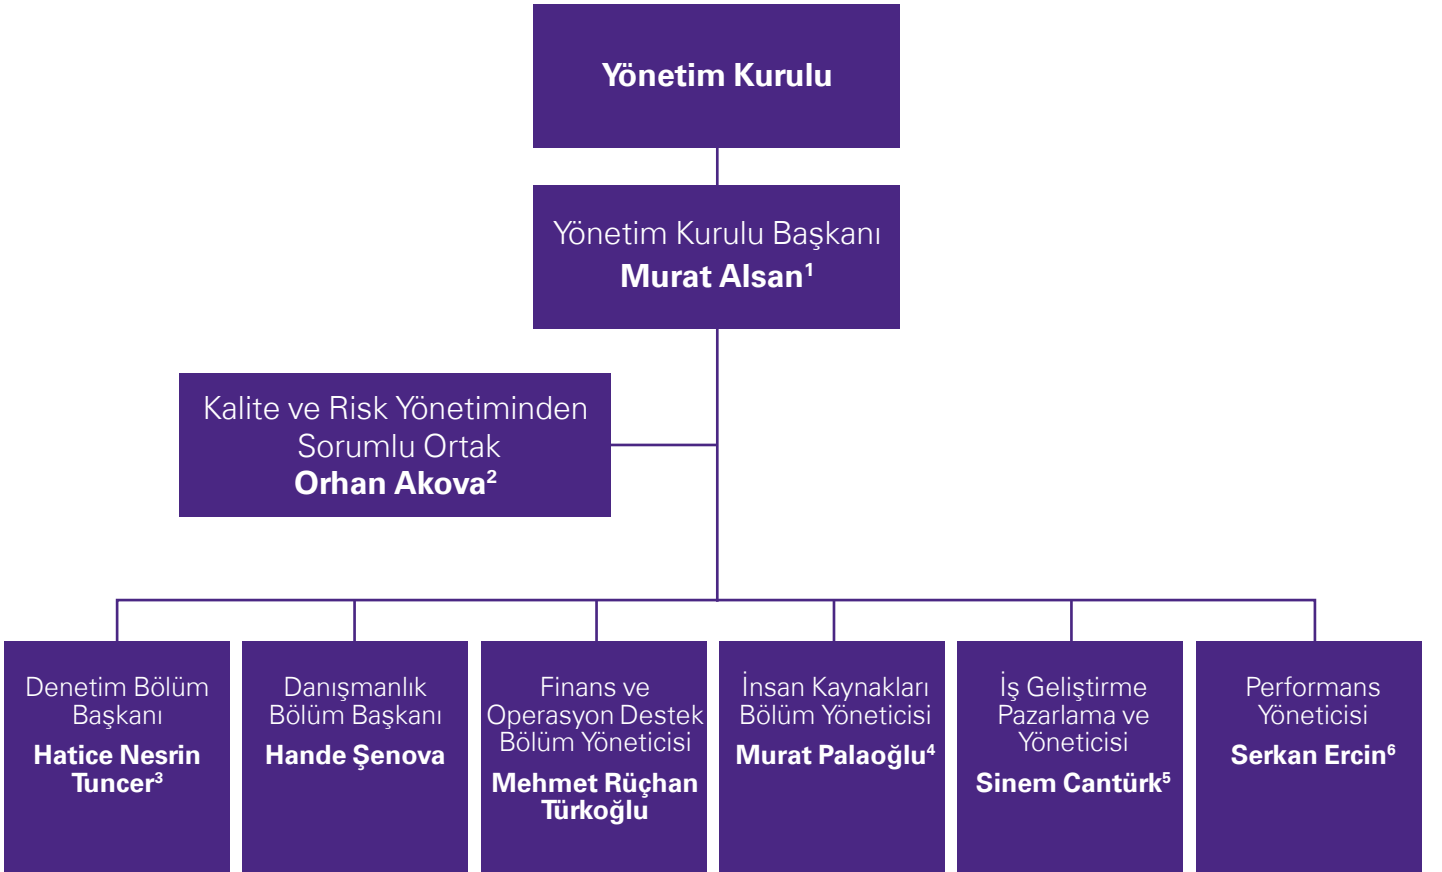 Yönetim Kurulu
Yönetim Kurulu Başkanı
Murat Alsan¹
Kalite ve Risk Yönetiminden
Sorumlu Ortak
Orhan Akova²
Denetim Bölüm
Başkanı
Hatice Nesrin
Tuncer³
Danışmanlık
Bölüm Başkanı
Hande Şenova
Finans ve
Operasyon Destek
Bölüm Yöneticisi
Mehmet Rüçhan
Türkoğlu
İnsan Kaynakları
Bölüm Yöneticisi
Murat Palaoğlu⁴
İş Geliştirme
Pazarlama ve
Yöneticisi
Sinem Cantürk⁵
Performans
Yöneticisi
Serkan Ercin⁶